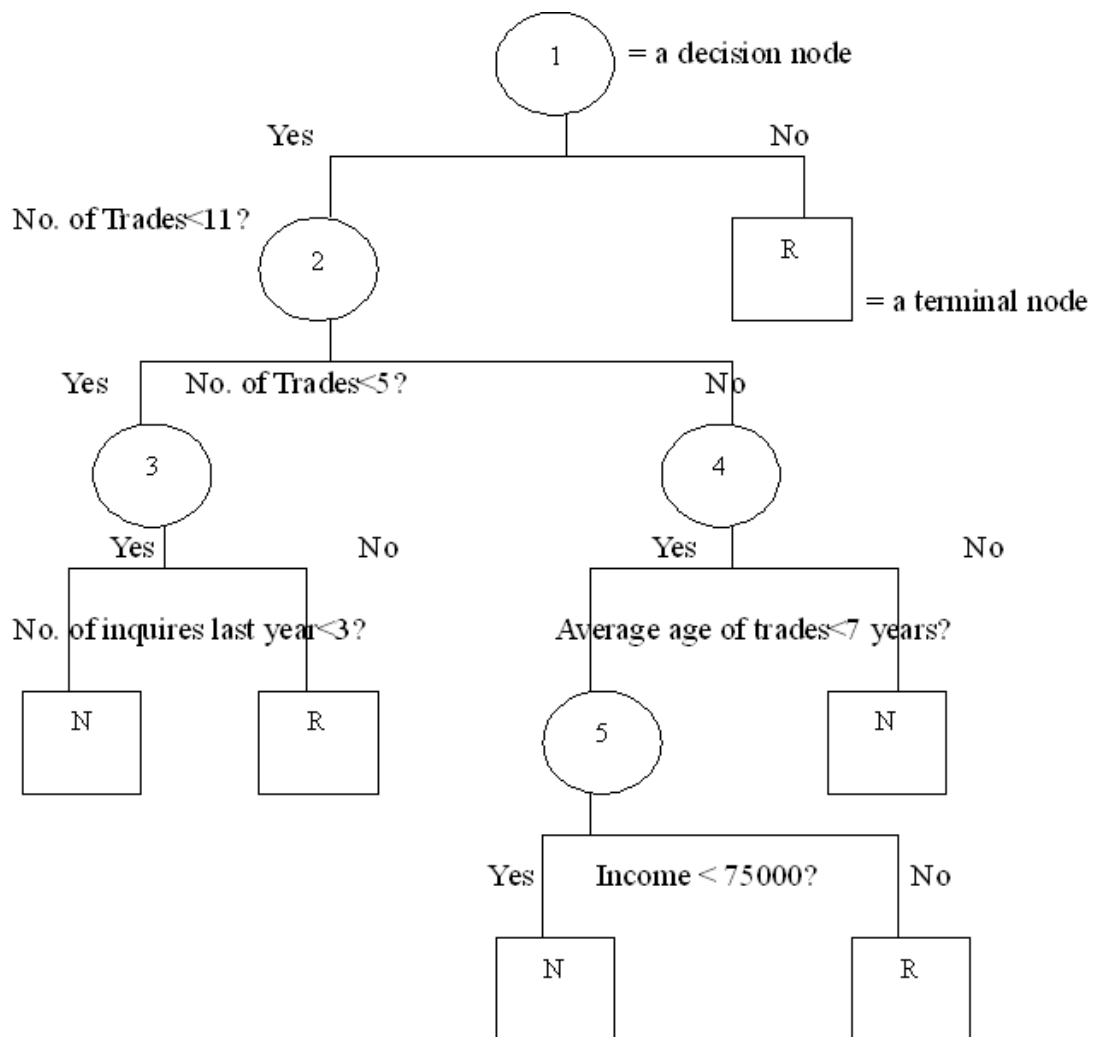 1
= a decision node
Yes
No
No. of Trades<11?
2
R
= a terminal node
Yes
No. of Trades<5?
No
3
4
Yes
No
Yes
No
No. of inquires last year<3?
Average age of trades<7 years?
N
R
5
N
Yes
Income < 75000?
No
N
R